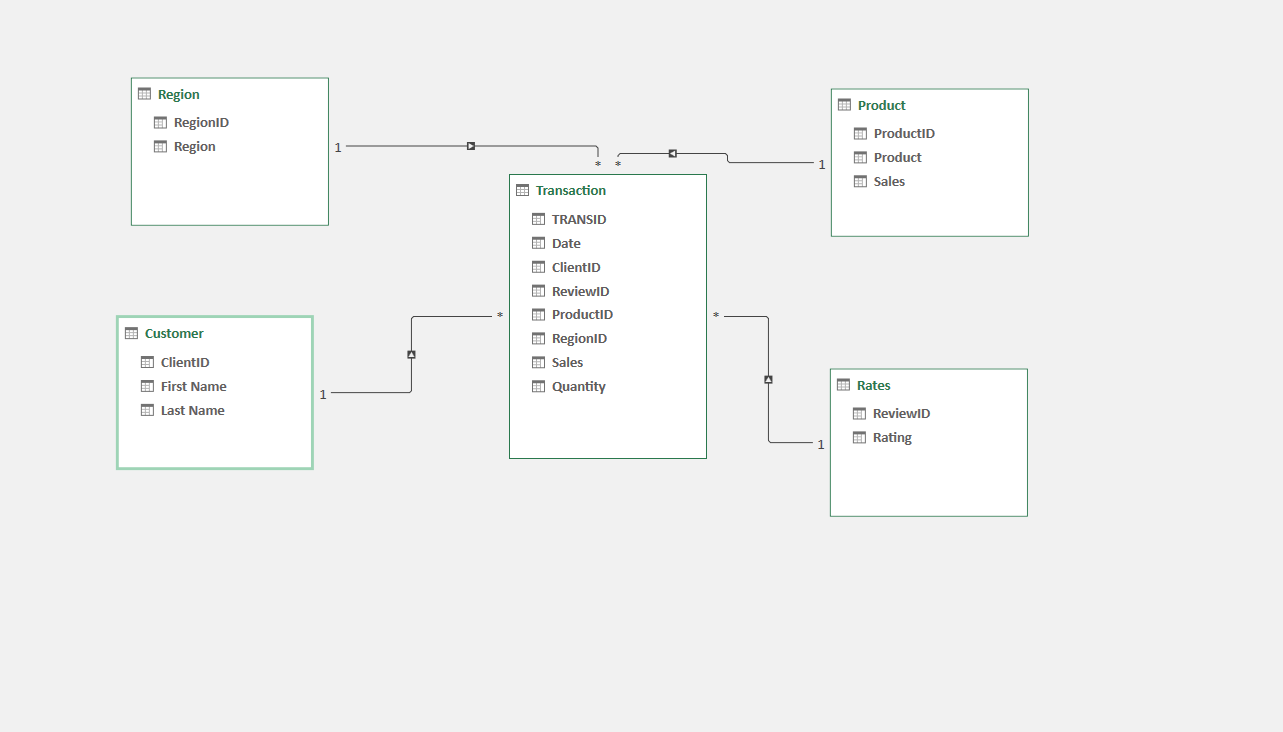 Region
RegionID
Region
1
*
*
1
Product
ProductID
Product
Sales
Transaction
TRANSID
Date
ClientID
ReviewID
ProductID
RegionID
Sales
Quantity
Customer
ClientID
First Name
Last Name
1
*
*
1
Rates
ReviewID
Rating